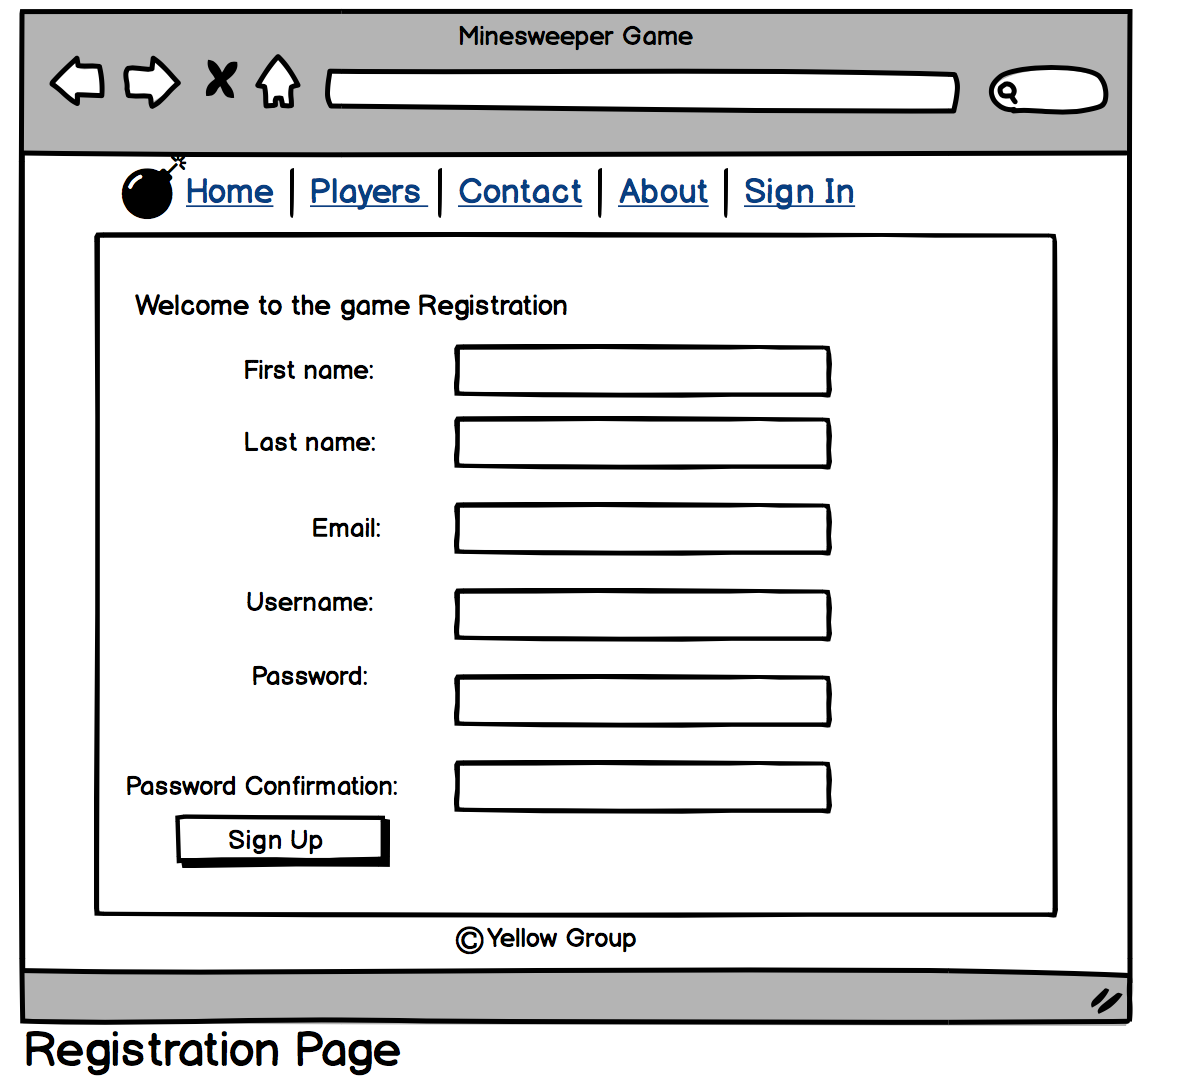 Minesweeper Game
Home Players Contact About Sign In
Welcome to the game Registration
First name:
Last name:
Email:
Username:
Password:
Password Confirmation:
Sign Up
©Yellow Group
Registration Page